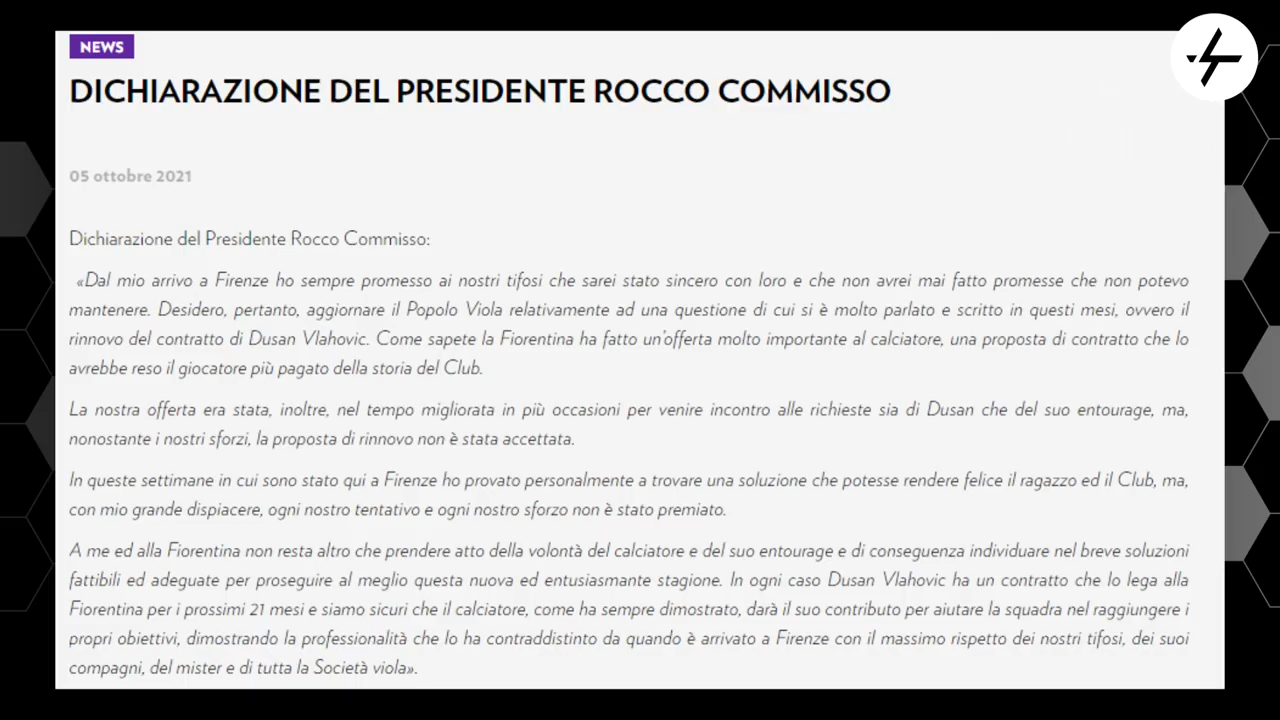 NEWS
DICHIARAZIONE DEL PRESIDENTE ROCCO COMMISSO
05 ottobre 2021
Dichiarazione del Presidente Rocco Commisso:
«Dal mio arrivo a Firenze ho sempre promesso ai nostri tifosi che sarei stato sincero con loro e che non avrei mai fatto promesse che non potevo
mantenere. Desidero, pertanto, aggiornare il Popolo Viola relativamente ad una questione di cui si è molto parlato e scritto in questi mesi, ovvero il
rinnovo del contratto di Dusan Vlahovic. Come sapete la Fiorentina ha fatto un'offerta molto importante al calciatore, una proposta di contratto che lo
avrebbe reso il giocatore più pagato della storia del Club.
La nostra offerta era stata, inoltre, nel tempo migliorata in più occasioni per venire incontro alle richieste sia di Dusan che del suo entourage, ma,
nonostante i nostri sforzi, la proposta di rinnovo non è stata accettata.
In queste settimane in cui sono stato qui a Firenze ho provato personalmente a trovare una soluzione che potesse rendere felice il ragazzo ed il Club, ma,
con mio grande dispiacere, ogni nostro tentativo e ogni nostro sforzo non è stato premiato.
A me ed alla Fiorentina non resta altro che prendere atto della volontà del calciatore e del suo entourage e di conseguenza individuare nel breve soluzioni
fattibili ed adeguate per proseguire al meglio questa nuova ed entusiasmante stagione. In ogni caso Dusan Vlahovic ha un contratto che lo lega alla
Fiorentina per i prossimi 21 mesi e siamo sicuri che il calciatore, come ha sempre dimostrato, darà il suo contributo per aiutare la squadra nel raggiungere i
propri obiettivi, dimostrando la professionalità che lo ha contraddistinto da quando è arrivato a Firenze con il massimo rispetto dei nostri tifosi, dei suoi
compagni, del mister e di tutta la Società viola».